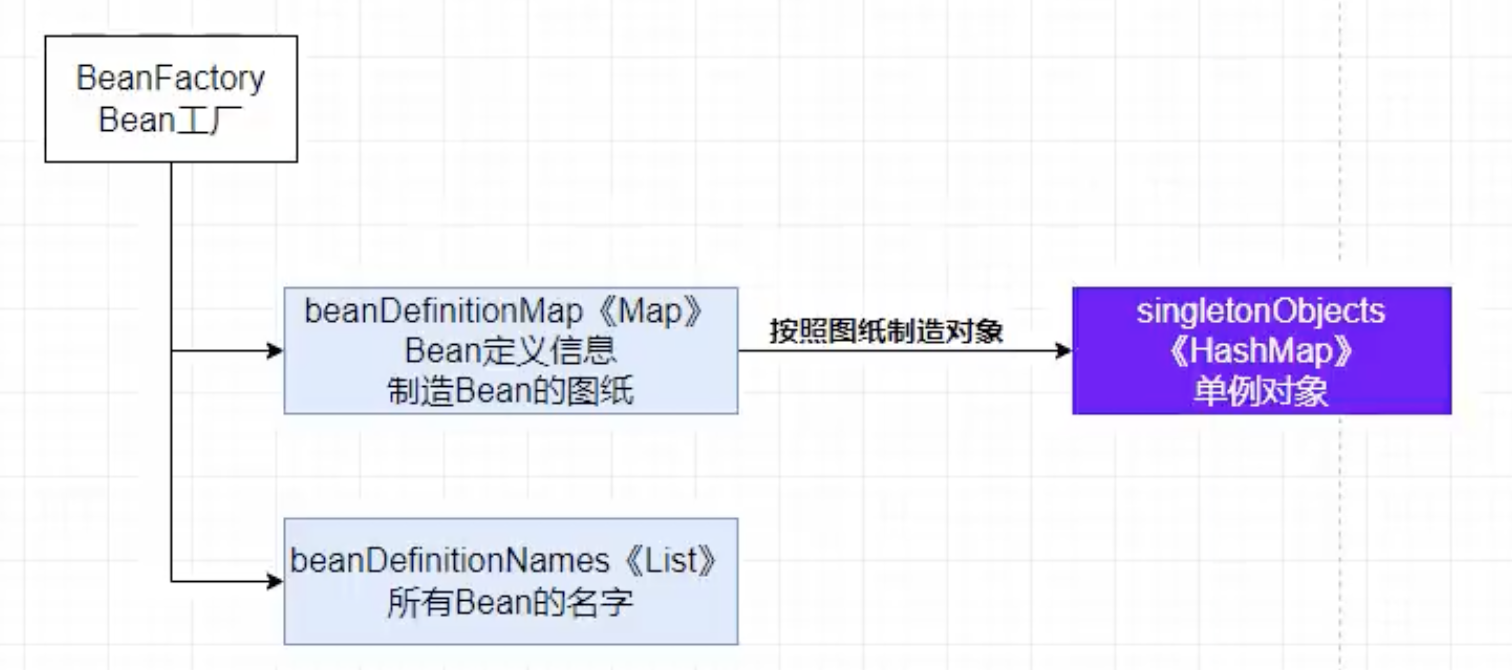 BeanFactory
Bean工厂
beanDefinitionMap《Map》
Bean定义信息
制造Bean的图纸
按照图纸制造对象
singletonObjects
《HashMap》
单例对象
beanDefinitionNames《List》
所有Bean的名字